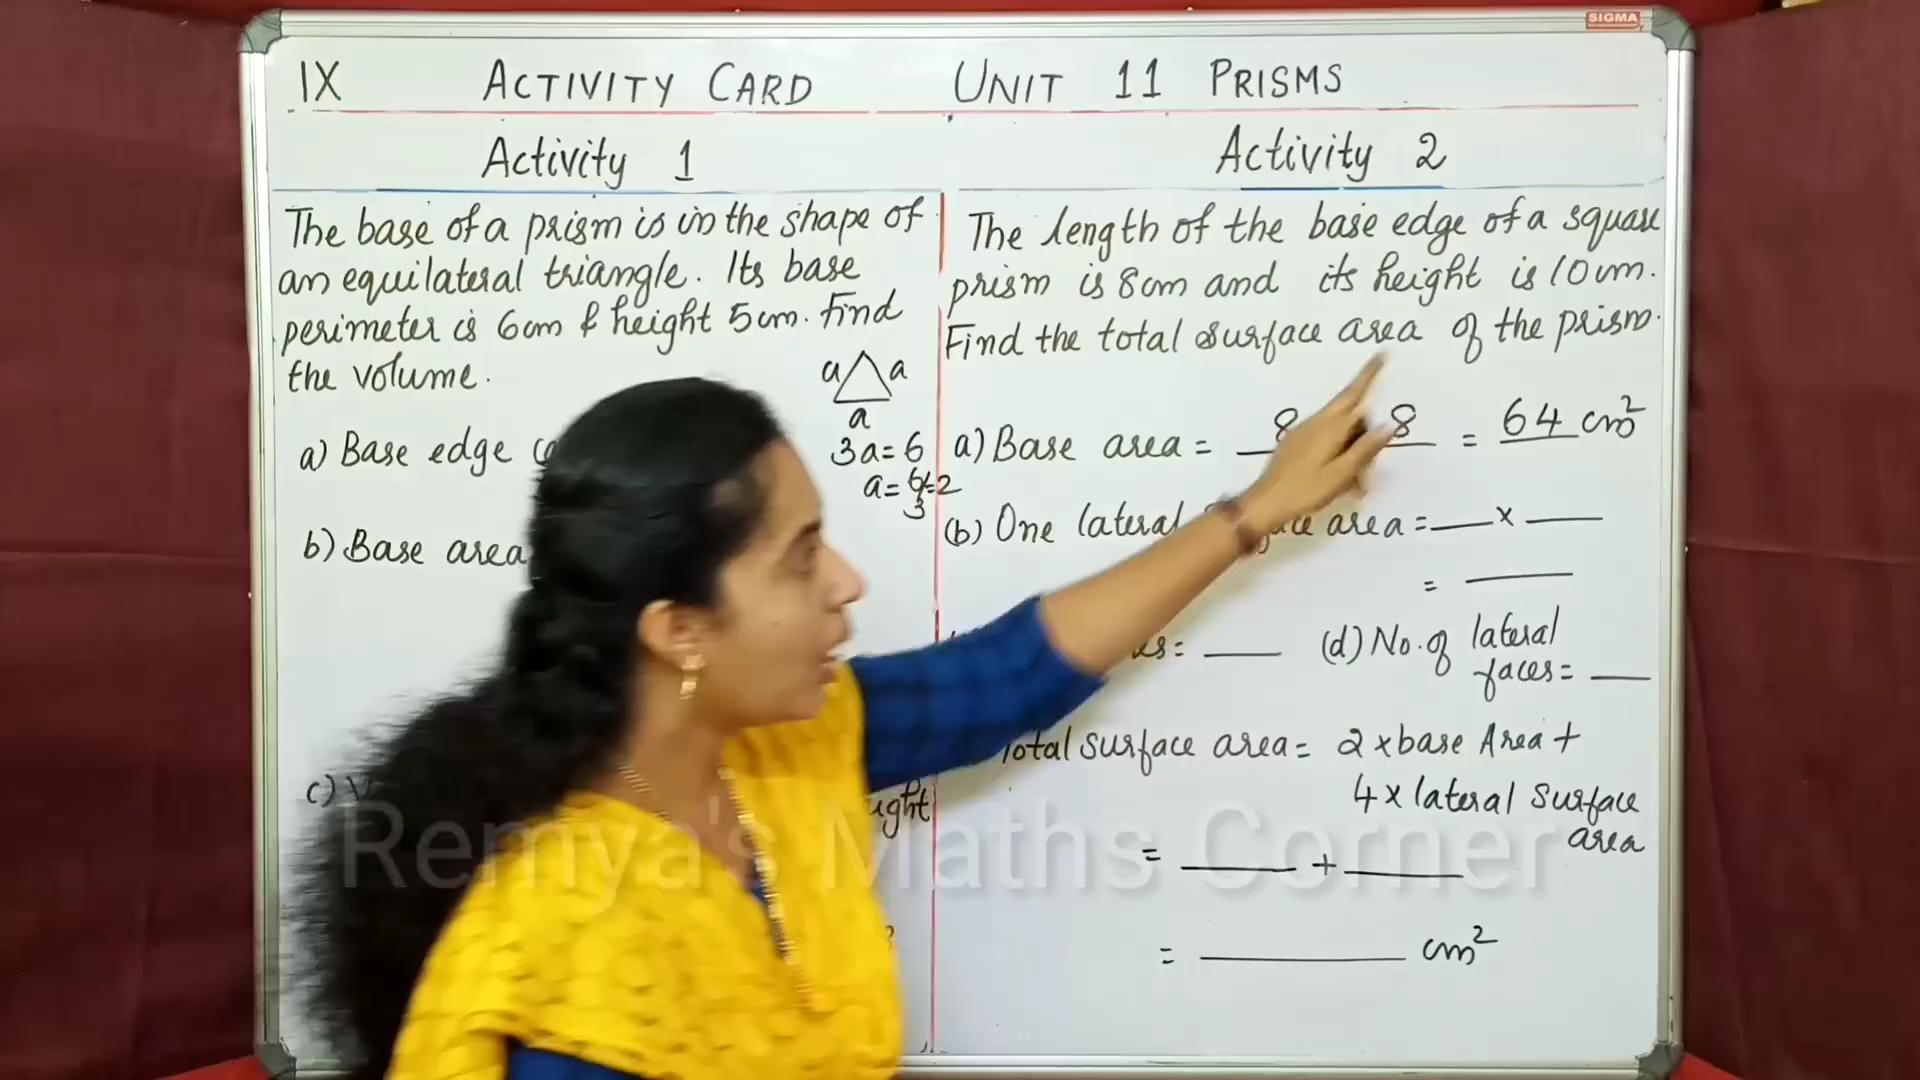 SIGMA
IX ACTIVITY CARD UNIT 11 PRISMS
Activity 1
The base of a prism is in the shape of
an equilateral triangle. Its base
perimeter is 6cm & height 5cm. Find
the volume.
a a
a
a) Base edge
3a = 6
a = 6/3 = 2
b) Base area
c)
Activity 2
The length of the base edge of a square
prism is 8cm and its height is 10cm.
Find the total surface area of the prism.
a) Base area = 8 8 = 64 cm²
(b) One lateral area = ___ x ___
= ___
= ___ (d) No. of lateral
faces = ___
Total surface area = 2 x base Area +
4 x lateral surface
area
= ___ + ___
= ___ cm²
Remya's Maths Corner